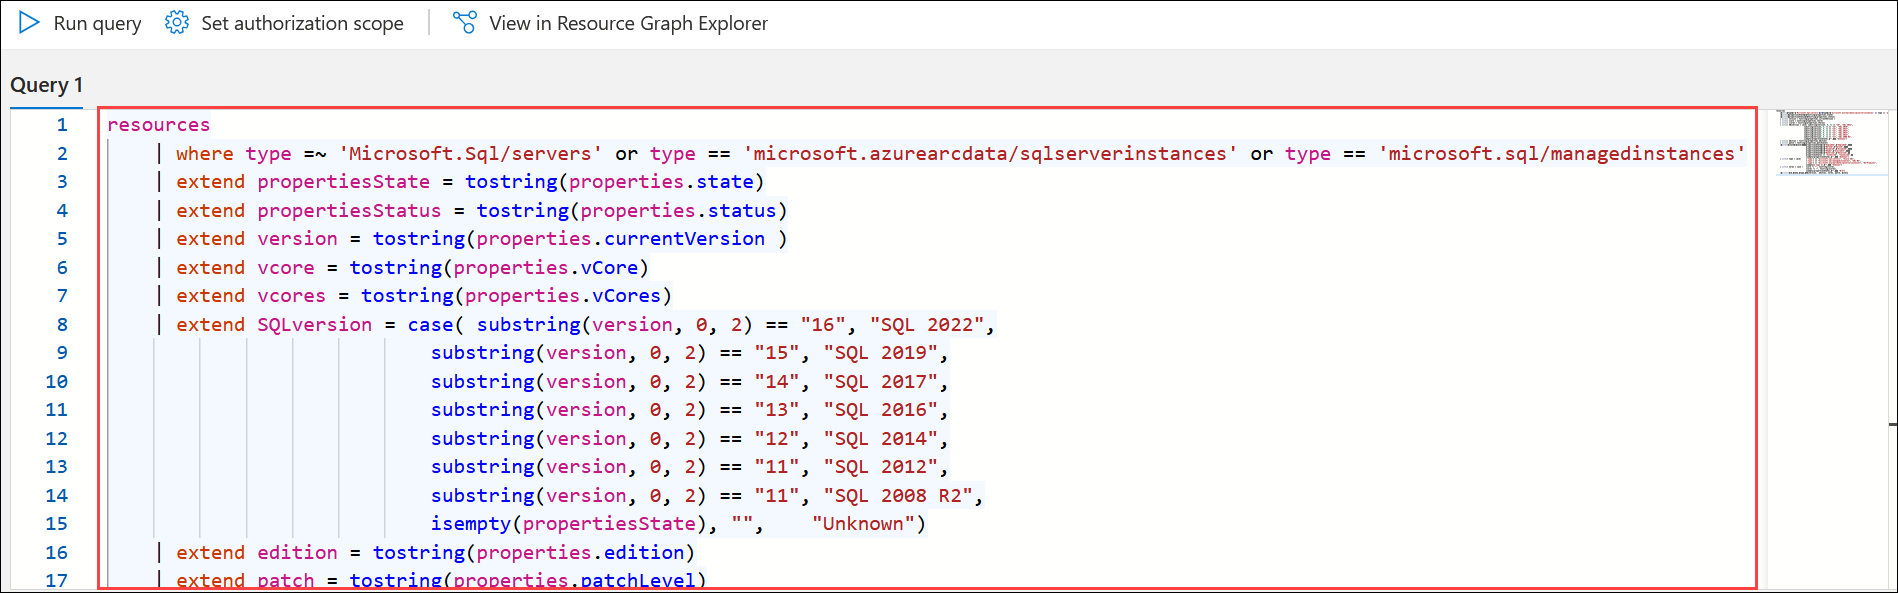 Run query Set authorization scope View in Resource Graph Explorer
Query 1
1 resources
2 | where type =~ 'Microsoft.Sql/servers' or type == 'microsoft.azurearcdata/sqlserverinstances' or type == 'microsoft.sql/managedinstances'
3 | extend propertiesState = tostring(properties.state)
4 | extend propertiesStatus = tostring(properties.status)
5 | extend version = tostring(properties.currentVersion )
6 | extend vcore = tostring(properties.vCore)
7 | extend vcores = tostring(properties.vCores)
8 | extend SQLversion = case( substring(version, 0, 2) == "16", "SQL 2022",
9 substring(version, 0, 2) == "15", "SQL 2019",
10 substring(version, 0, 2) == "14", "SQL 2017",
11 substring(version, 0, 2) == "13", "SQL 2016",
12 substring(version, 0, 2) == "12", "SQL 2014",
13 substring(version, 0, 2) == "11", "SQL 2012",
14 substring(version, 0, 2) == "11", "SQL 2008 R2",
15 isempty(propertiesState), "", "Unknown")
16 | extend edition = tostring(properties.edition)
17 | extend patch = tostring(properties.patchLevel)